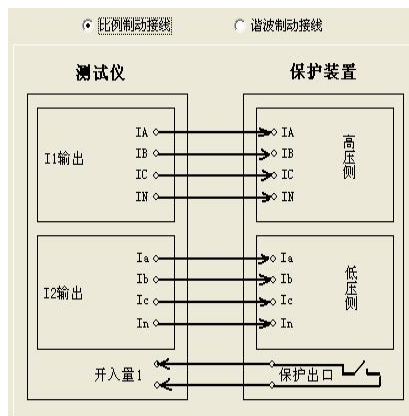 比例制动接线 谐波制动接线
测试仪 保护装置
I1输出
IA
IB
IC
IN
IA
IB
IC
IN
高压侧
I2输出
Ia
Ib
Ic
In
Ia
Ib
Ic
In
低压侧
开入量1 保护出口